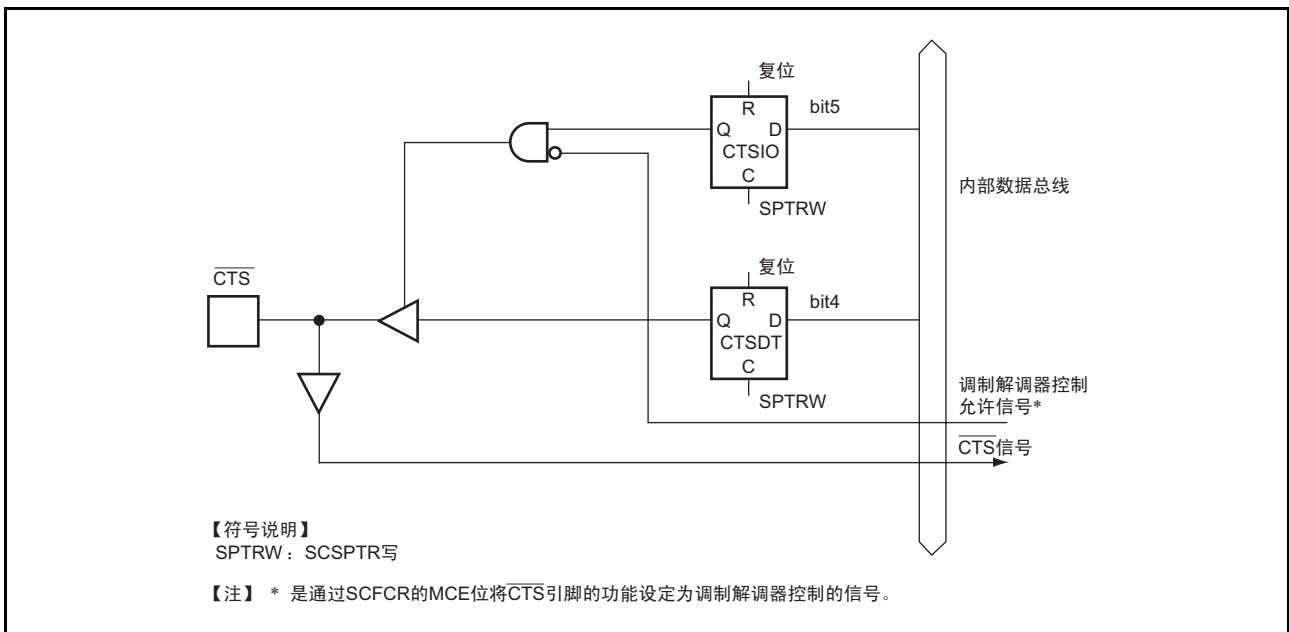 复位
R
bit5
Q D
CTSIO
C
SPTRW
内部数据总线
复位
R
bit4
Q D
CTSDT
C
SPTRW
CTS
调制解调器控制
允许信号*
CTS信号
【符号说明】
SPTRW：SCSPTR写
【注】 * 是通过SCFCR的MCE位将CTS引脚的功能设定为调制解调器控制的信号。